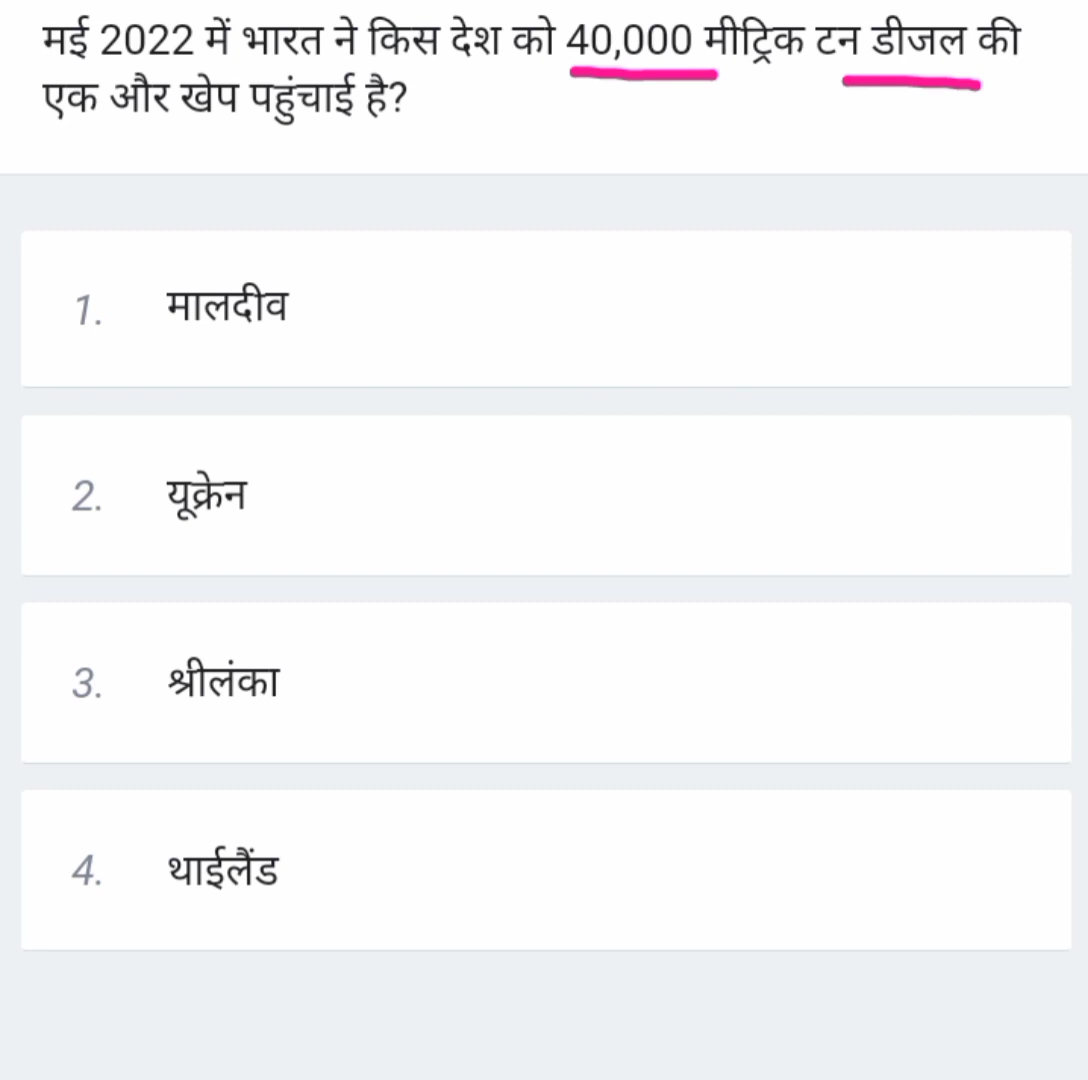 मई 2022 में भारत ने किस देश को 40,000 मीट्रिक टन डीजल की
एक और खेप पहुंचाई है?
1. मालदीव
2. यूक्रेन
3. श्रीलंका
4. थाईलैंड